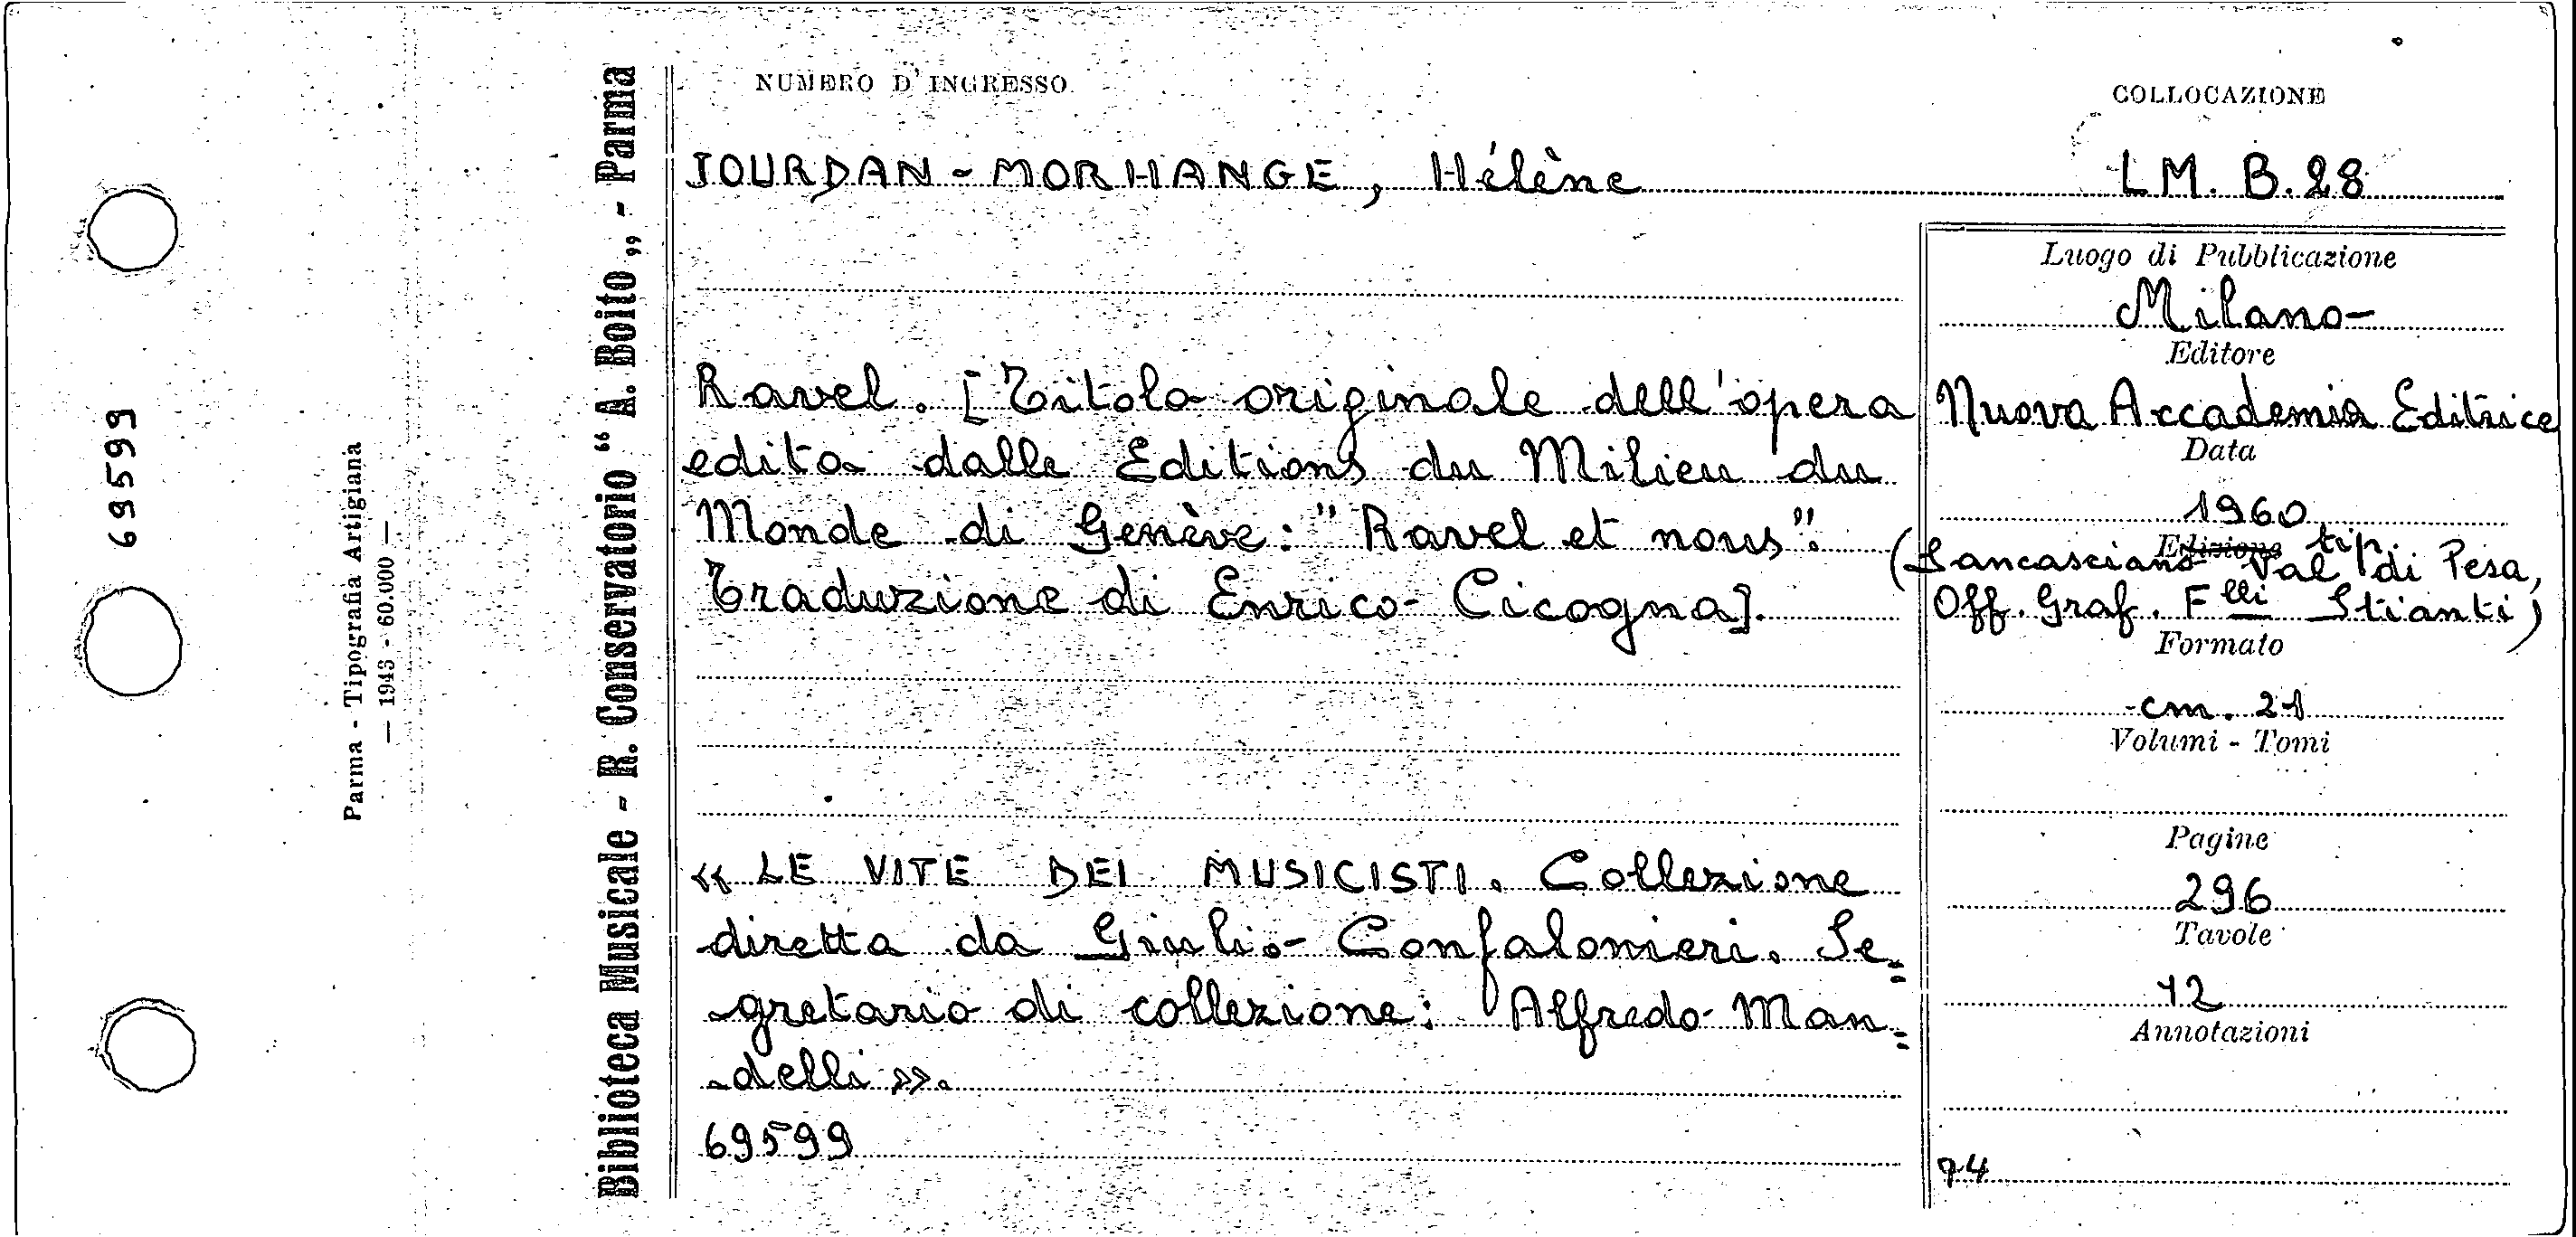 69599
Parma - Tipografia Artigiana
— 1943 - 60.000 —
Biblioteca Musicale - R. Conservatorio “ A. Boito „ - Parma
NUMERO D'INGRESSO
COLLOCAZIONE
JOURDAN-MORHANGE, Hélène
LM. B. 28
Ravel. [Titolo originale dell'opera
edita dalle Editions du Milieu du
Monde di Genève: "Ravel et nous".
Traduzione di Enrico Cicogna].
« LE VITE DEI MUSICISTI. Collezione
diretta da Giulio Confalonieri. Se=
gretario di collezione: Alfredo Man=
delli ».
69599
Luogo di Pubblicazione
Milano
Editore
Nuova Accademia Editrice
Data
1960
Edizione tip.
(Sancasciano Val di Pesa,
Off. Graf. F.lli Stianti)
Formato
cm. 21
Volumi - Tomi
Pagine
296
Tavole
12
Annotazioni